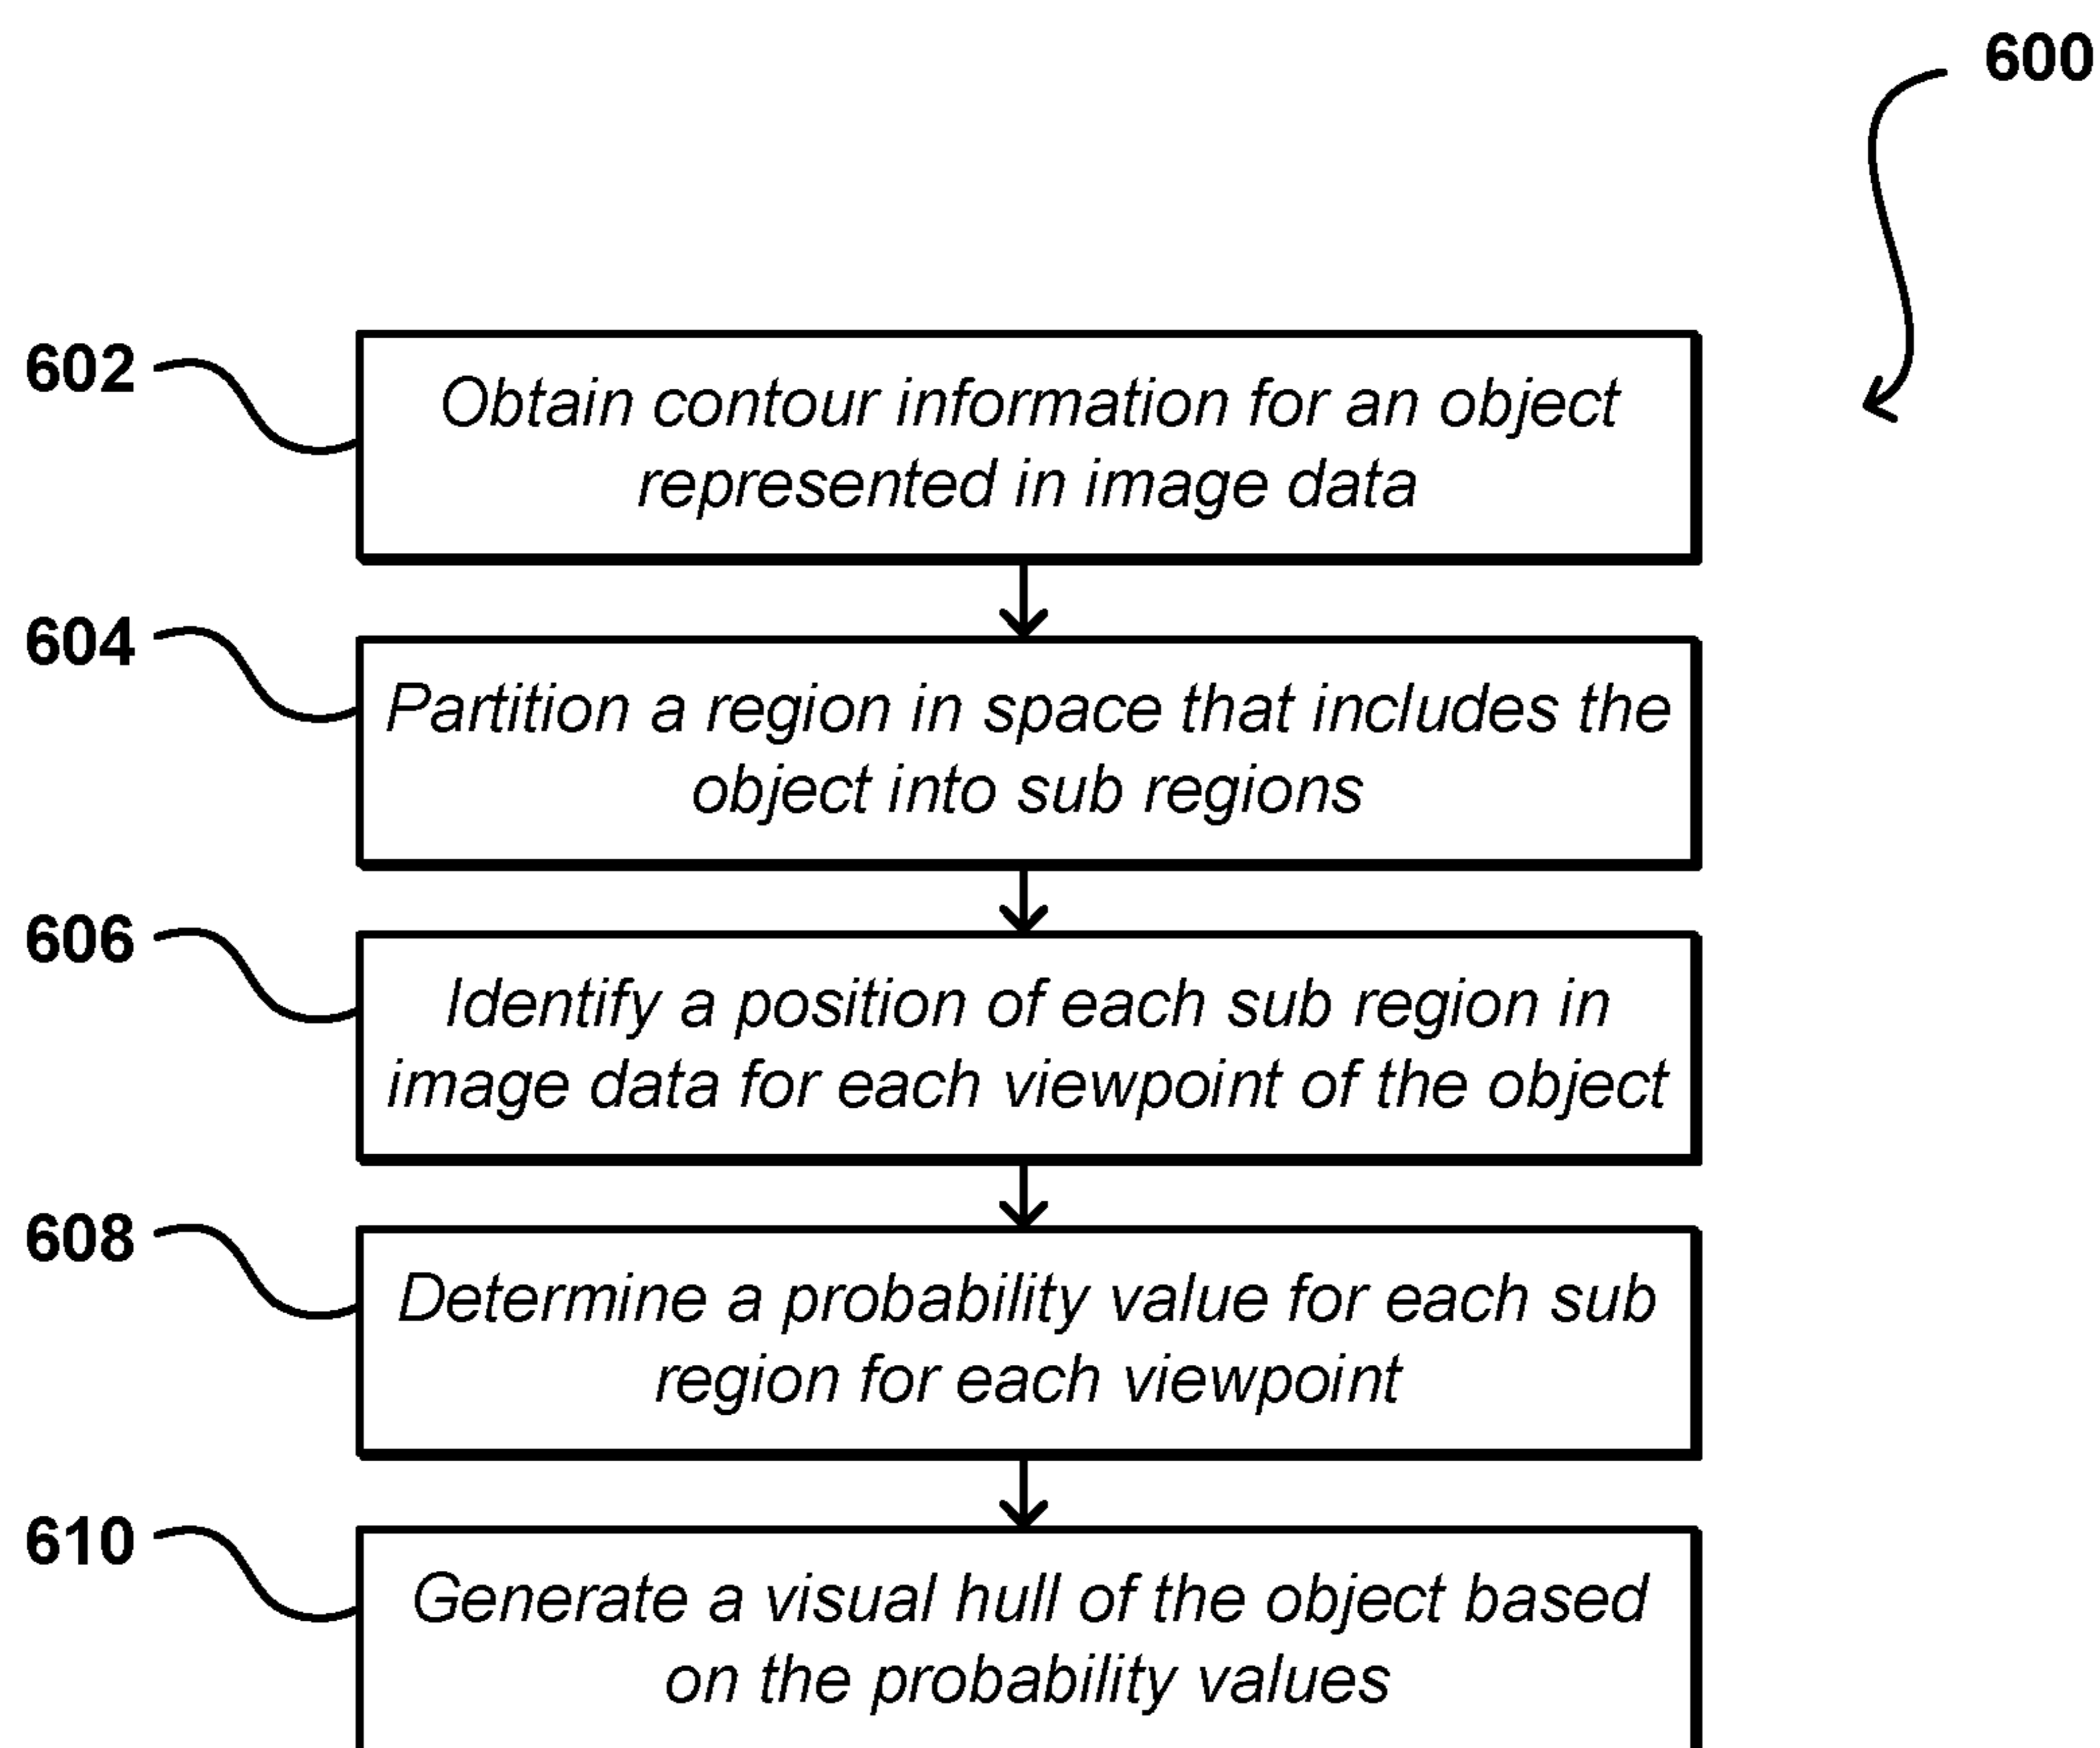 600
602
Obtain contour information for an object
represented in image data
604
Partition a region in space that includes the
object into sub regions
606
Identify a position of each sub region in
image data for each viewpoint of the object
608
Determine a probability value for each sub
region for each viewpoint
610
Generate a visual hull of the object based
on the probability values